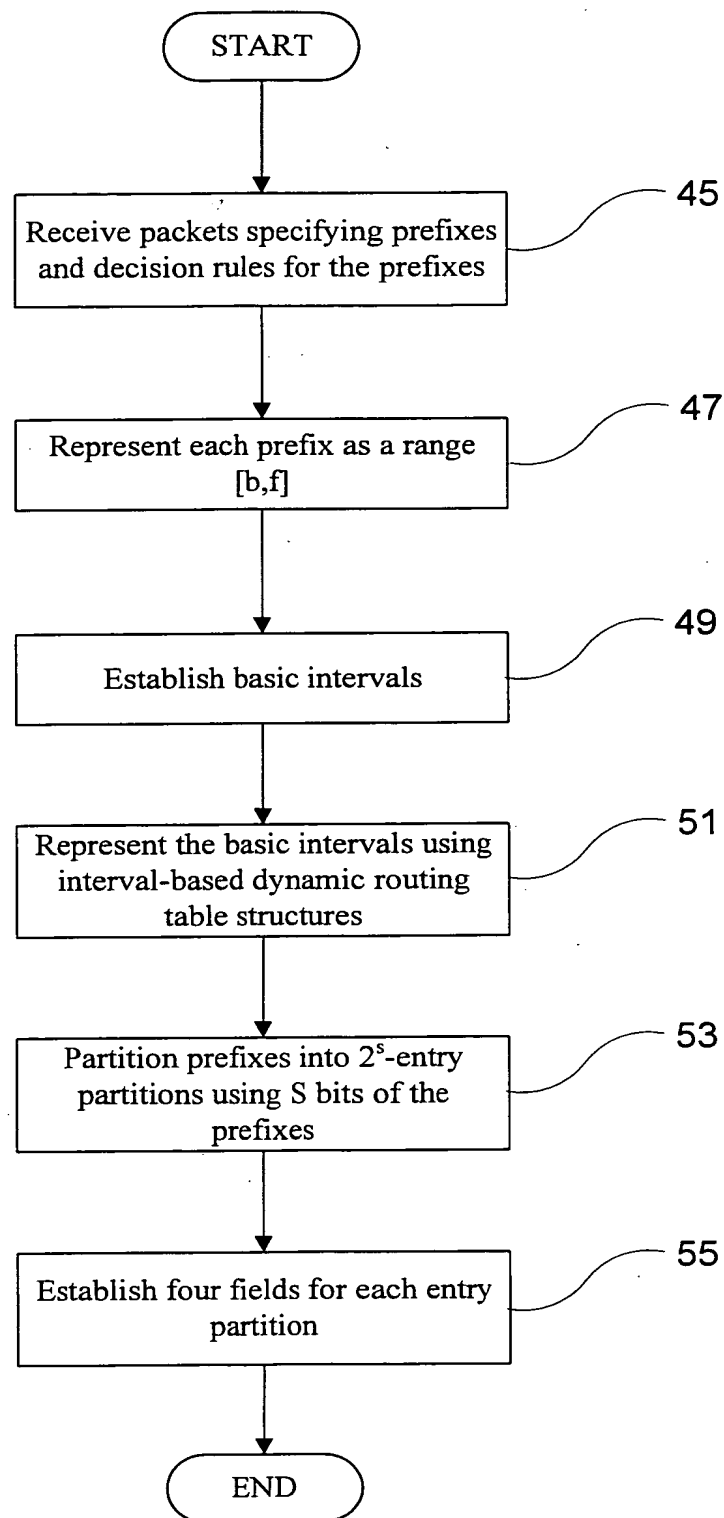 START
45
Receive packets specifying prefixes
and decision rules for the prefixes
47
Represent each prefix as a range
[b,f]
49
Establish basic intervals
51
Represent the basic intervals using
interval-based dynamic routing
table structures
53
Partition prefixes into 2ˢ-entry
partitions using S bits of the
prefixes
55
Establish four fields for each entry
partition
END